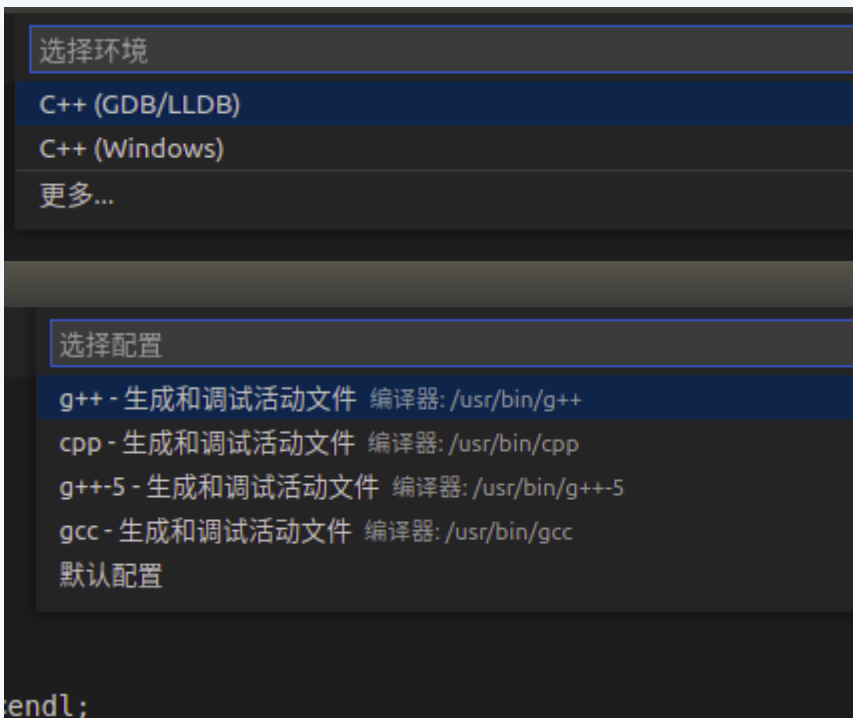 选择环境
C++ (GDB/LLDB)
C++ (Windows)
更多...
选择配置
g++ - 生成和调试活动文件 编译器: /usr/bin/g++
cpp - 生成和调试活动文件 编译器: /usr/bin/cpp
g++-5 - 生成和调试活动文件 编译器: /usr/bin/g++-5
gcc - 生成和调试活动文件 编译器: /usr/bin/gcc
默认配置
endl;